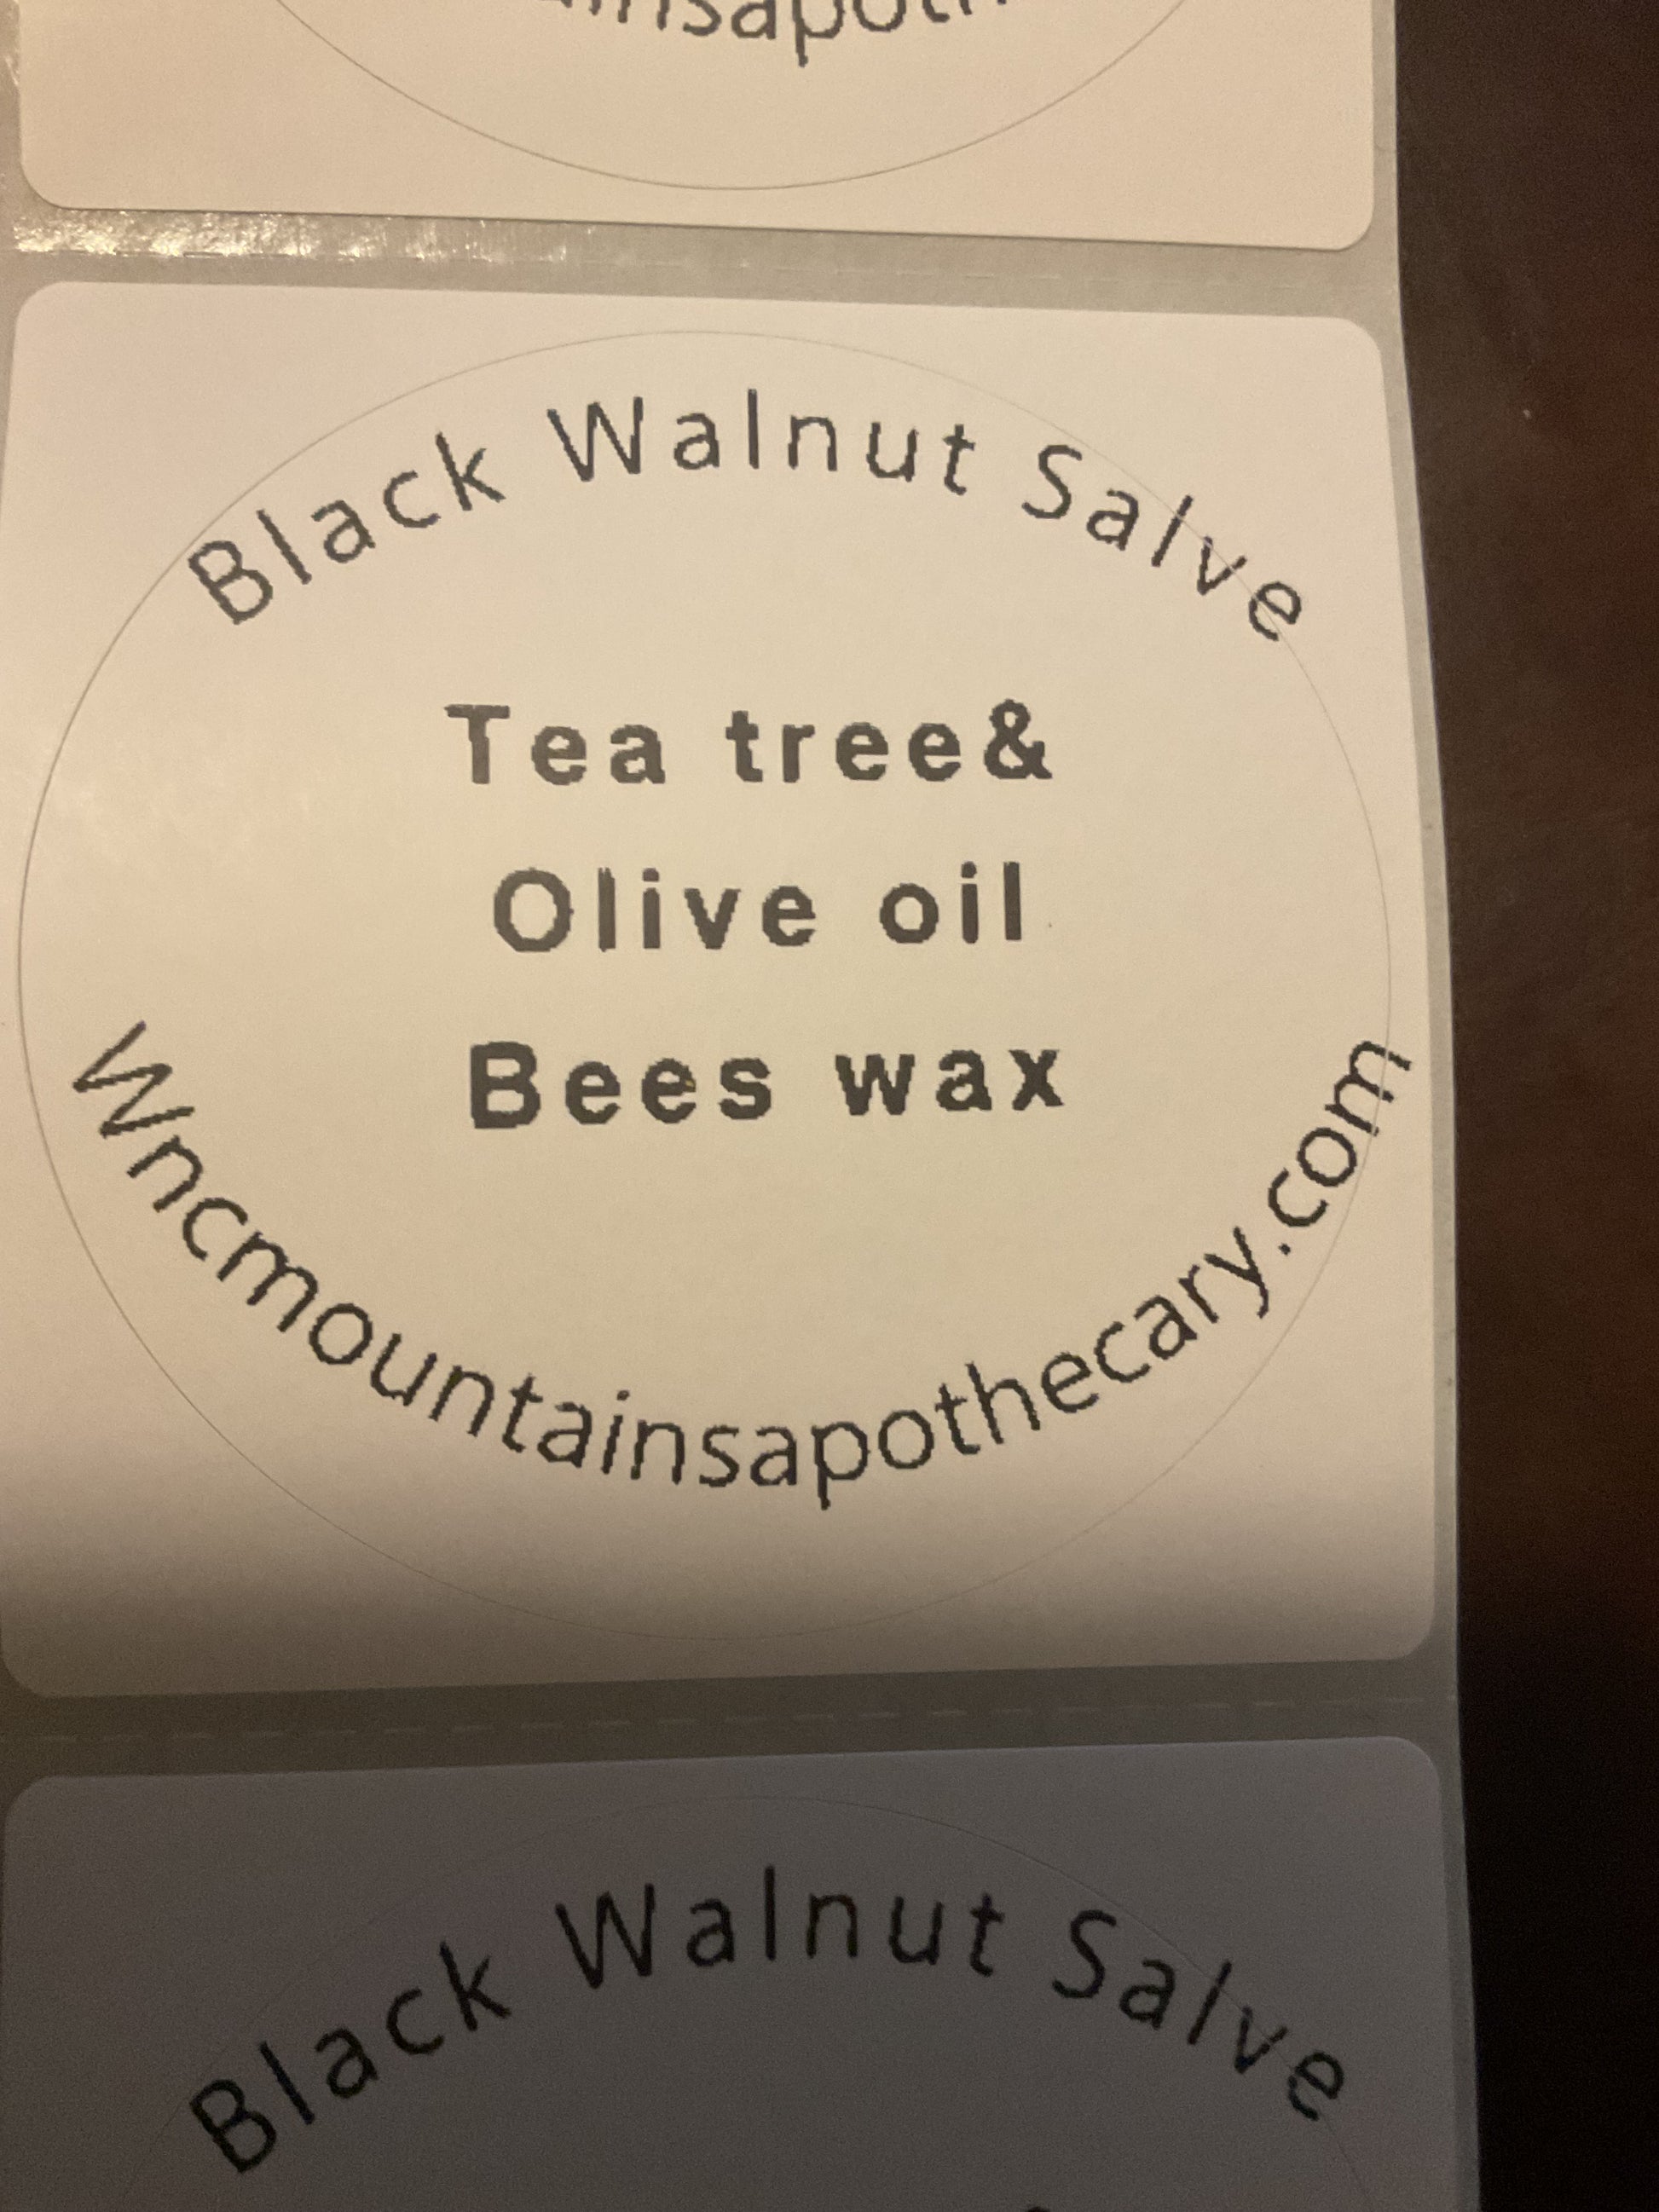 Black Walnut Salve
Tea tree&
Olive oil
Bees wax
Wncmountainsapothecary.com
Black Walnut Salve